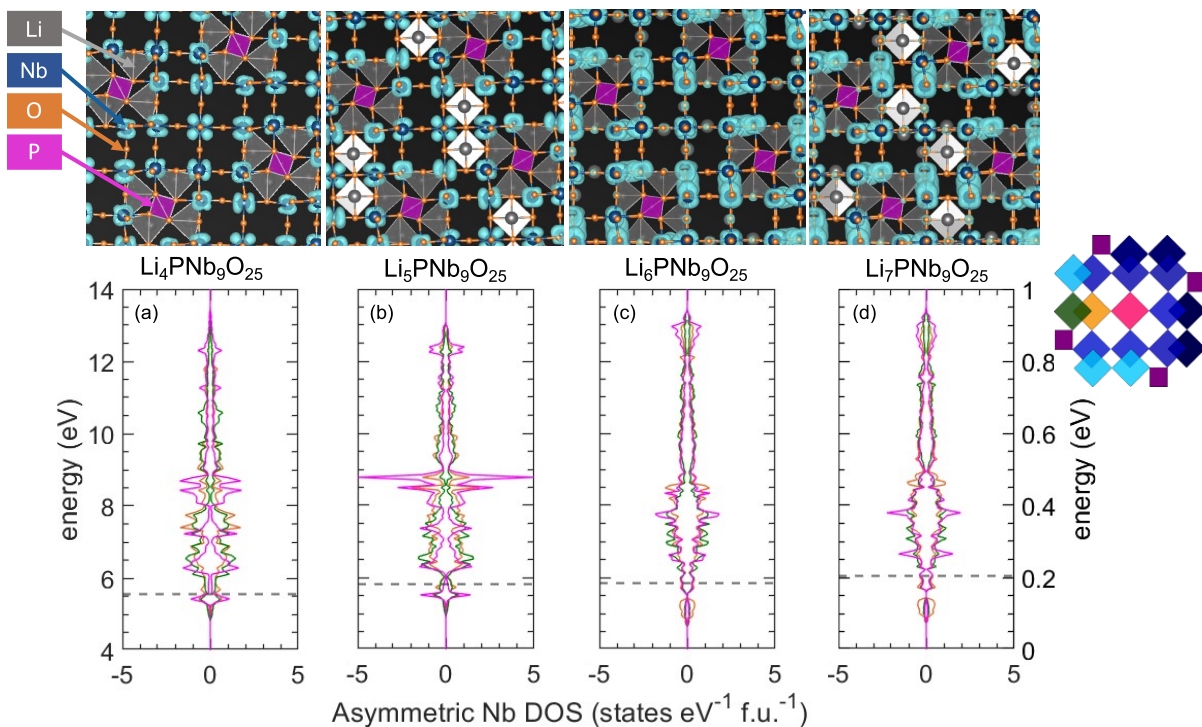 Li
Nb
O
P
Li₄PNb₉O₂₅
Li₅PNb₉O₂₅
Li₆PNb₉O₂₅
Li₇PNb₉O₂₅
(a)
(b)
(c)
(d)
14
12
10
8
6
4
energy (eV)
1
0.8
0.6
0.4
0.2
0
energy (eV)
-5 0 5
-5 0 5
-5 0 5
-5 0 5
Asymmetric Nb DOS (states eV⁻¹ f.u.⁻¹)